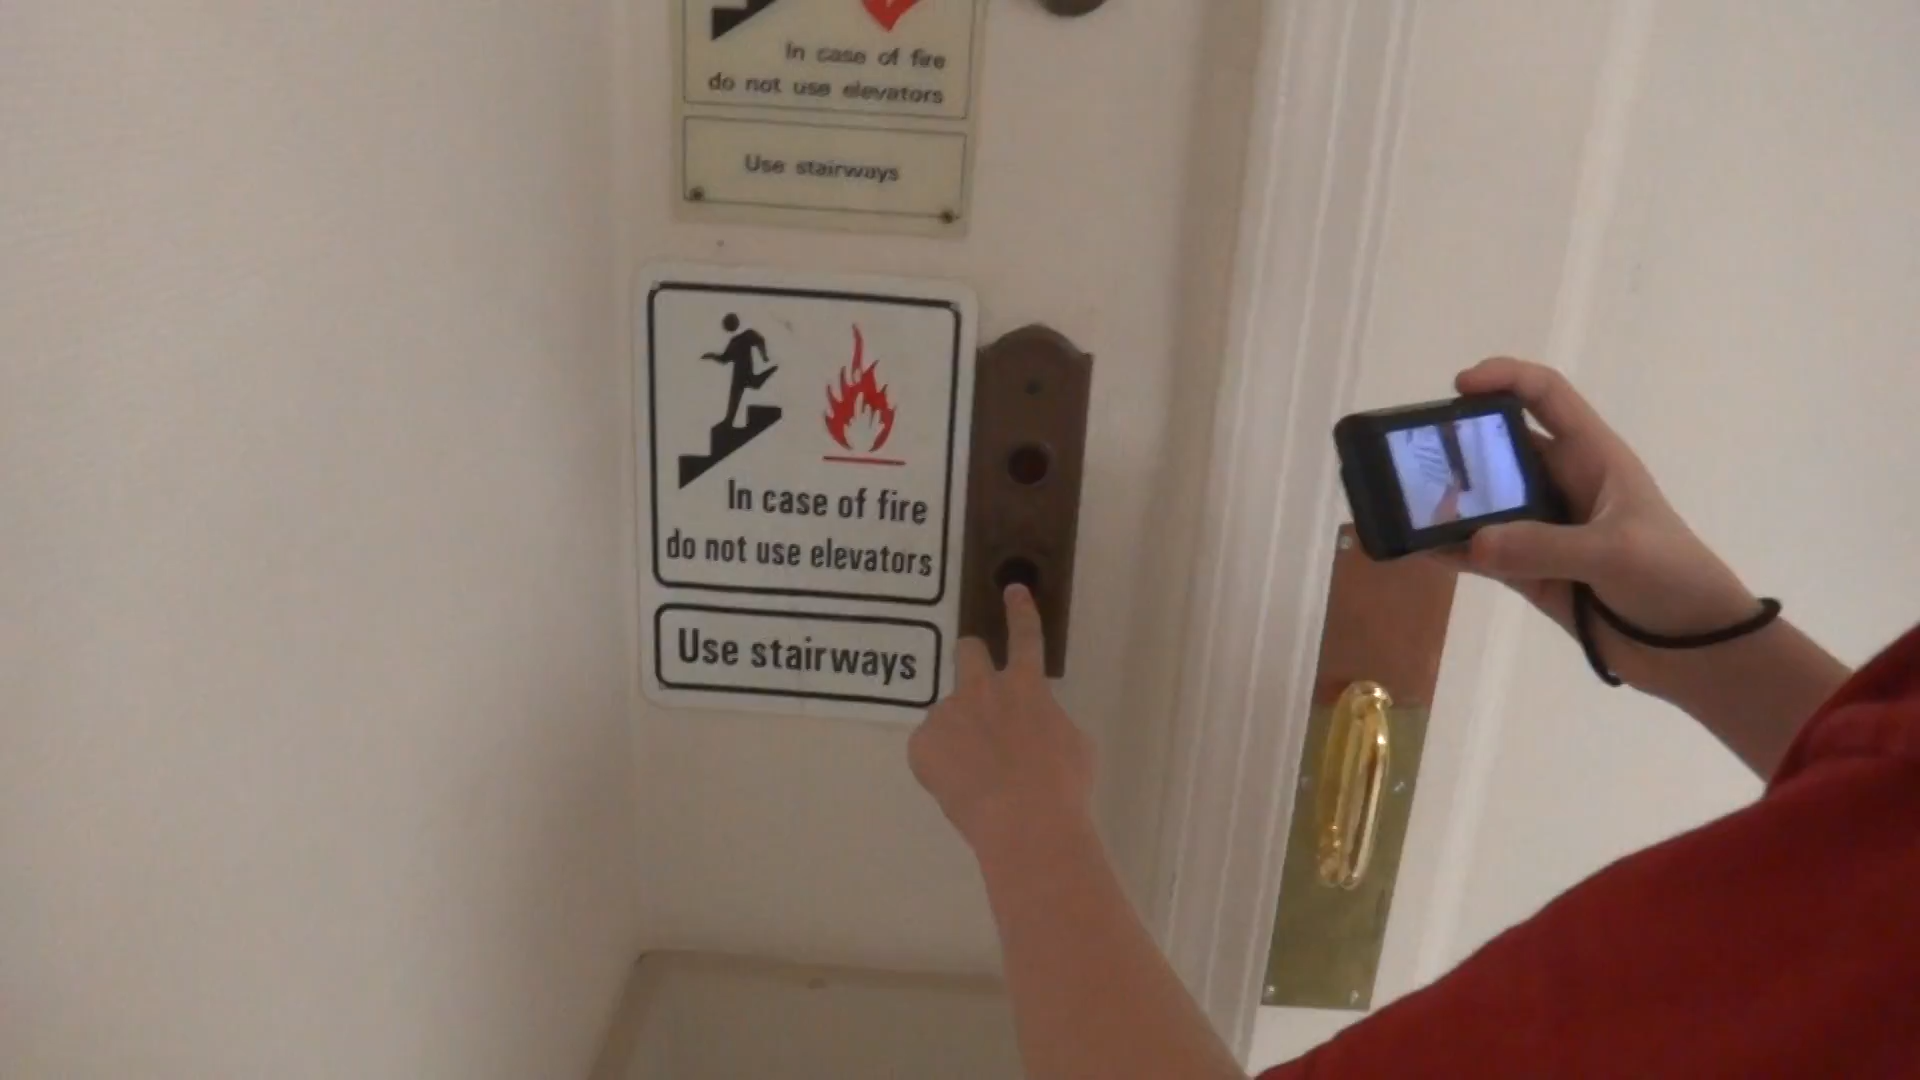 In case of fire
do not use elevators
Use stairways
In case of fire
do not use elevators
Use stairways